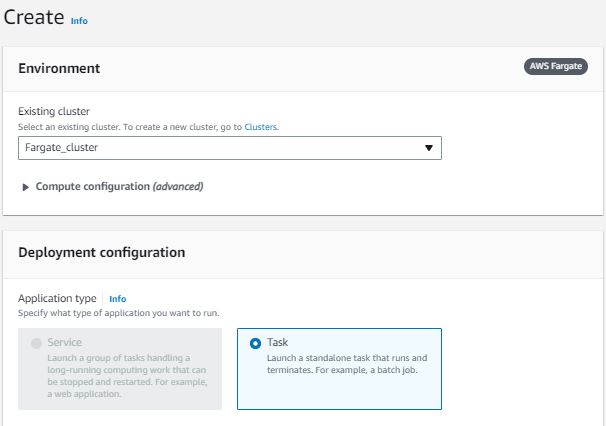 Create Info
Environment AWS Fargate
Existing cluster
Select an existing cluster. To create a new cluster, go to Clusters.
Fargate_cluster
Compute configuration (advanced)
Deployment configuration
Application type Info
Specify what type of application you want to run.
Service
Launch a group of tasks handling a
long-running computing work that can
be stopped and restarted. For example,
a web application.
Task
Launch a standalone task that runs and
terminates. For example, a batch job.